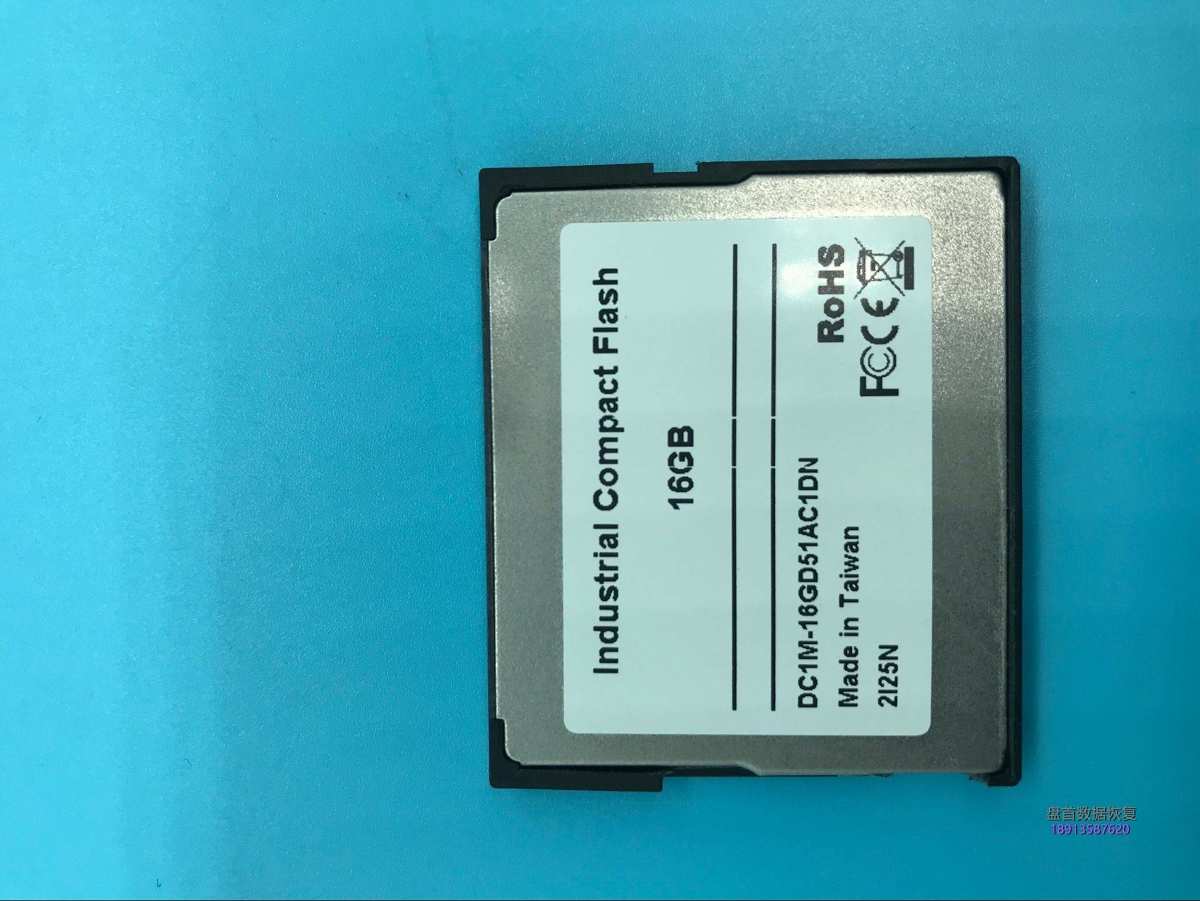 Industrial Compact Flash
16GB
DC1M-16GD51AC1DN
Made in Taiwan
2I25N
RoHS
FC CE
盘首数据恢复
18913587620